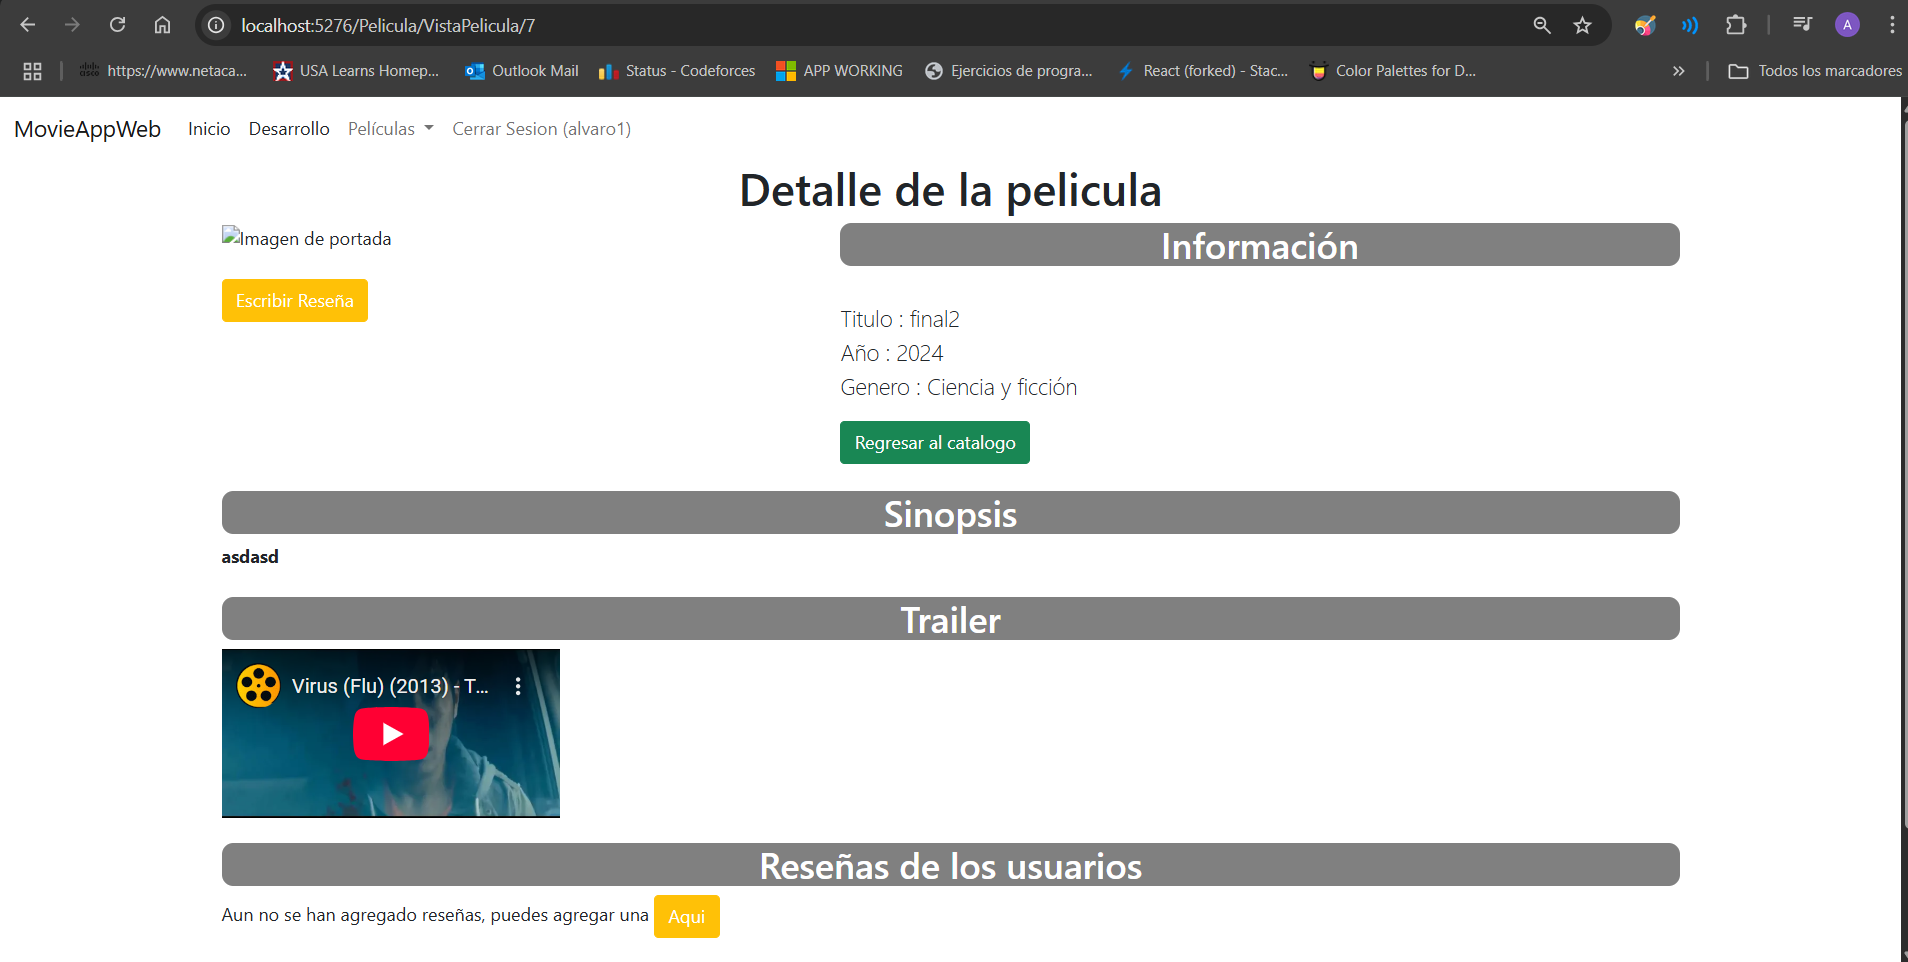 localhost:5276/Pelicula/VistaPelicula/7
A
https://www.netaca...
USA Learns Homep...
Outlook Mail
Status - Codeforces
APP WORKING
Ejercicios de progra...
React (forked) - Stac...
Color Palettes for D...
Todos los marcadores
MovieAppWeb
Inicio
Desarrollo
Películas
Cerrar Sesion (alvaro1)
Detalle de la pelicula
Imagen de portada
Escribir Reseña
Información
Titulo : final2
Año : 2024
Genero : Ciencia y ficción
Regresar al catalogo
Sinopsis
asdasd
Trailer
Virus (Flu) (2013) - T...
Reseñas de los usuarios
Aun no se han agregado reseñas, puedes agregar una Aqui